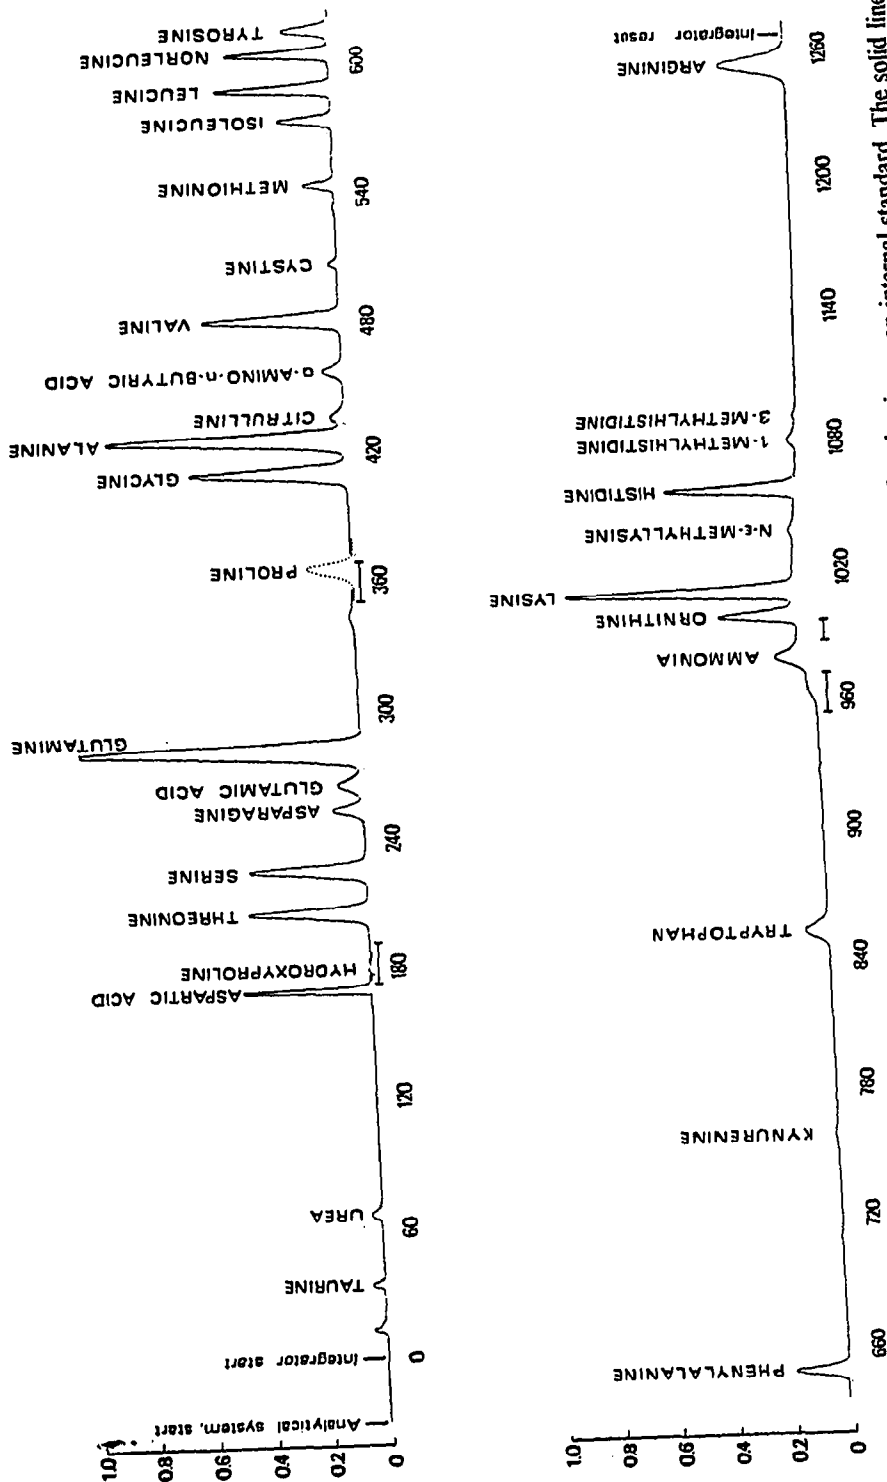 1.0
0.8
0.6
0.4
0.2
0
Analytical system, start
Integrator start
TAURINE
UREA
ASPARTIC ACID
HYDROXYPROLINE
THREONINE
SERINE
ASPARAGINE
GLUTAMIC ACID
GLUTAMINE
PROLINE
GLYCINE
ALANINE
CITRULLINE
α-AMINO-n-BUTYRIC ACID
VALINE
CYSTINE
METHIONINE
ISOLEUCINE
LEUCINE
NORLEUCINE
TYROSINE
0 60 120 180 240 300 360 420 480 540 600
1.0
0.8
0.6
0.4
0.2
0
PHENYLALANINE
KYNURENINE
TRYPTOPHAN
AMMONIA
ORNITHINE
LYSINE
N-ε-METHYLLYSINE
HISTIDINE
1-METHYLHISTIDINE
3-METHYLHISTIDINE
ARGININE
Integrator reset
660 720 780 840 900 960 1020 1080 1140 1200 1260
an internal standard. The solid line